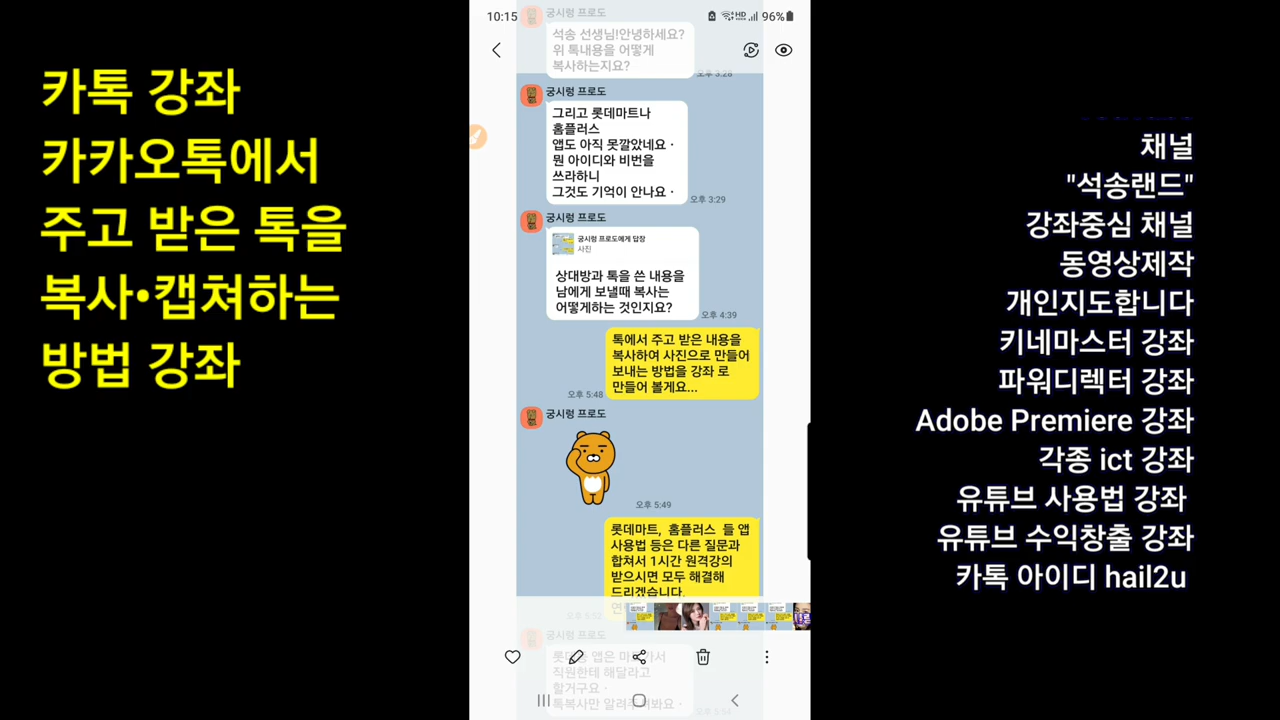 카톡 강좌
카카오톡에서
주고 받은 톡을
복사•캡쳐하는
방법 강좌
10:15
HD
96%
궁시렁 프로도
석송 선생님!안녕하세요?
위 톡내용을 어떻게
복사하는지요?
오후 3:28
궁시렁 프로도
그리고 롯데마트나
홈플러스
앱도 아직 못깔았네요·
뭔 아이디와 비번을
쓰라하니
그것도 기억이 안나요·
오후 3:29
궁시렁 프로도
궁시렁 프로도에게 답장
사진
상대방과 톡을 쓴 내용을
남에게 보낼때 복사는
어떻게하는 것인지요?
오후 4:39
톡에서 주고 받은 내용을
복사하여 사진으로 만들어
보내는 방법을 강좌 로
만들어 볼게요...
오후 5:48
궁시렁 프로도
오후 5:49
롯데마트, 홈플러스 들 앱
사용법 등은 다른 질문과
합쳐서 1시간 원격강의
받으시면 모두 해결해
드리겠습니다.
궁시렁 프로도
직원한테 해달라고
할거구요·
채널
"석송랜드"
강좌중심 채널
동영상제작
개인지도합니다
키네마스터 강좌
파워디렉터 강좌
Adobe Premiere 강좌
각종 ict 강좌
유튜브 사용법 강좌
유튜브 수익창출 강좌
카톡 아이디 hail2u